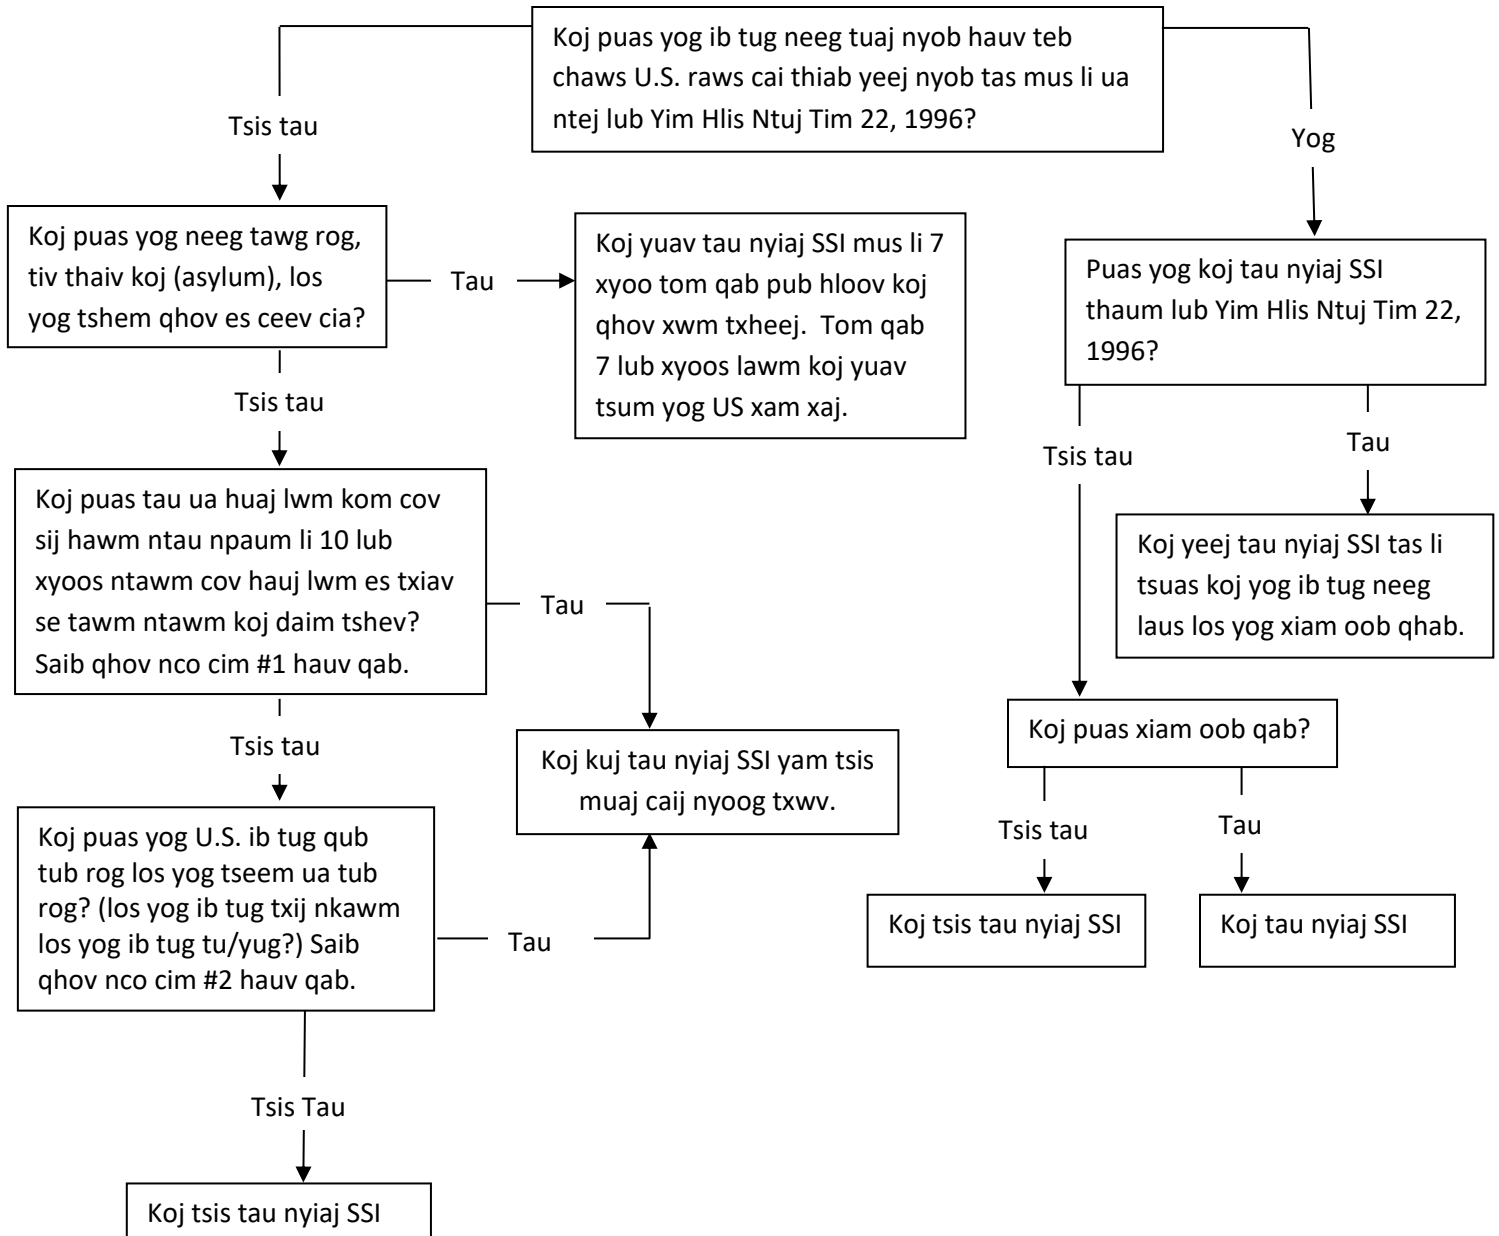 Koj puas yog ib tug neeg tuaj nyob hauv teb
chaws U.S. raws cai thiab yeej nyob tas mus li ua
ntej lub Yim Hlis Ntuj Tim 22, 1996?
Tsis tau
Yog
Koj puas yog neeg tawg rog,
tiv thaiv koj (asylum), los
yog tshem qhov es ceev cia?
Tau
Koj yuav tau nyiaj SSI mus li 7
xyoo tom qab pub hloov koj
qhov xwm txheej.  Tom qab
7 lub xyoos lawm koj yuav
tsum yog US xam xaj.
Puas yog koj tau nyiaj SSI
thaum lub Yim Hlis Ntuj Tim 22,
1996?
Tsis tau
Tsis tau
Tau
Koj puas tau ua huaj lwm kom cov
sij hawm ntau npaum li 10 lub
xyoos ntawm cov hauj lwm es txiav
se tawm ntawm koj daim tshev?
Saib qhov nco cim #1 hauv qab.
Tau
Koj yeej tau nyiaj SSI tas li
tsuas koj yog ib tug neeg
laus los yog xiam oob qhab.
Tsis tau
Koj kuj tau nyiaj SSI yam tsis
muaj caij nyoog txwv.
Koj puas xiam oob qab?
Koj puas yog U.S. ib tug qub
tub rog los yog tseem ua tub
rog? (los yog ib tug txij nkawm
los yog ib tug tu/yug?) Saib
qhov nco cim #2 hauv qab.
Tau
Tsis tau
Tau
Koj tsis tau nyiaj SSI
Koj tau nyiaj SSI
Tsis Tau
Koj tsis tau nyiaj SSI